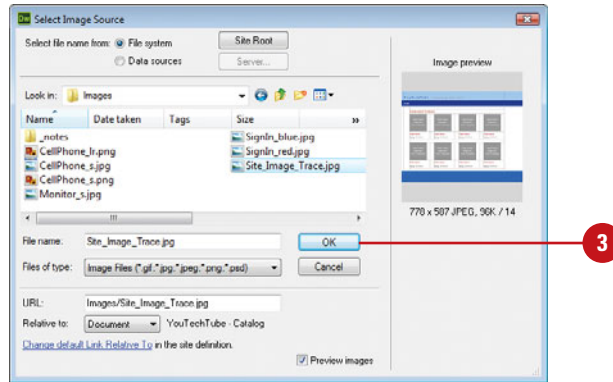 Dw Select Image Source
Select file name from: File system Site Root
Data sources Server...
Image preview
Look in: Images
Name Date taken Tags Size »
_notes SignIn_blue.jpg
CellPhone_lr.png SignIn_red.jpg
CellPhone_s.jpg Site_Image_Trace.jpg
CellPhone_s.png
Monitor_s.jpg
778 x 587 JPEG, 96K / 14
File name: Site_Image_Trace.jpg OK
3
Files of type: Image Files (*.gif,*.jpg,*.jpeg,*.png,*.psd) Cancel
URL: Images/Site_Image_Trace.jpg
Relative to: Document YouTechTube - Catalog
Change default Link Relative To in the site definition.
Preview images